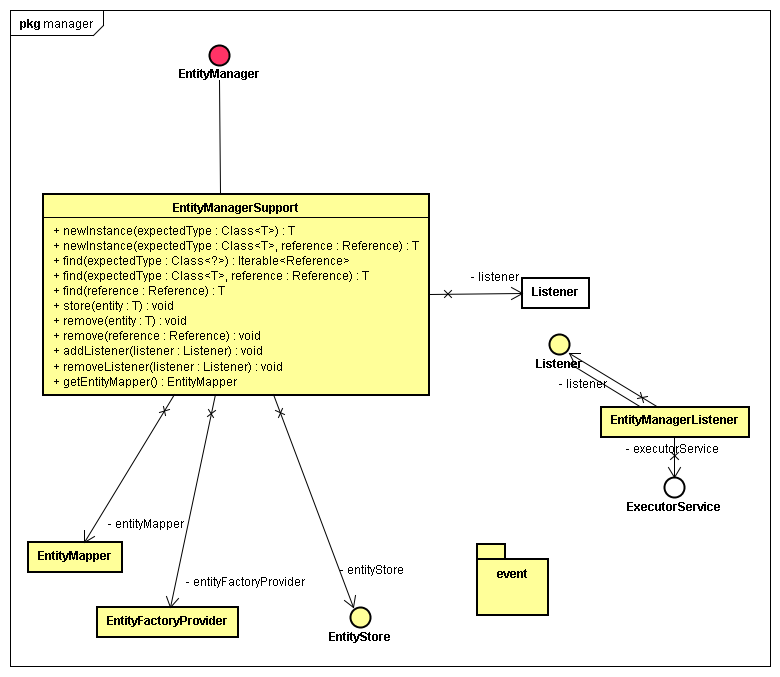 pkg manager
EntityManager
EntityManagerSupport
+ newInstance(expectedType : Class<T>) : T
+ newInstance(expectedType : Class<T>, reference : Reference) : T
+ find(expectedType : Class<?>) : Iterable<Reference>
+ find(expectedType : Class<T>, reference : Reference) : T
+ find(reference : Reference) : T
+ store(entity : T) : void
+ remove(entity : T) : void
+ remove(reference : Reference) : void
+ addListener(listener : Listener) : void
+ removeListener(listener : Listener) : void
+ getEntityMapper() : EntityMapper
- listener
Listener
Listener
- listener
EntityManagerListener
- executorService
ExecutorService
- entityMapper
EntityMapper
- entityFactoryProvider
EntityFactoryProvider
- entityStore
EntityStore
event